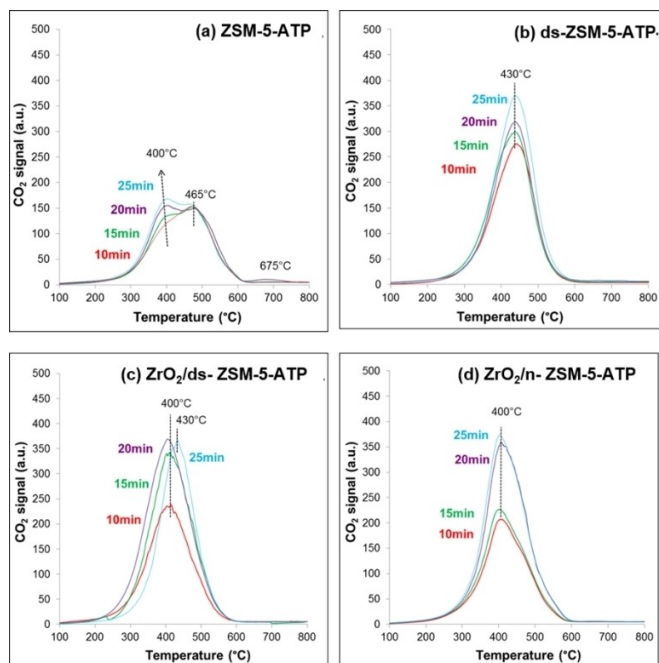 (a) ZSM-5-ATP
500
450
400
350
300
250
200
150
100
50
0
CO₂ signal (a.u.)
400°C
25min
20min
15min
10min
465°C
675°C
100 200 300 400 500 600 700 800
Temperature (°C)
(b) ds-ZSM-5-ATP
500
450
400
350
300
250
200
150
100
50
0
CO₂ signal (a.u.)
430°C
25min
20min
15min
10min
100 200 300 400 500 600 700 800
Temperature (°C)
(c) ZrO₂/ds- ZSM-5-ATP
500
450
400
350
300
250
200
150
100
50
0
CO₂ signal (a.u.)
400°C
430°C
20min
25min
15min
10min
100 200 300 400 500 600 700 800
Temperature (°C)
(d) ZrO₂/n- ZSM-5-ATP
500
450
400
350
300
250
200
150
100
50
0
CO₂ signal (a.u.)
400°C
25min
20min
15min
10min
100 200 300 400 500 600 700 800
Temperature (°C)